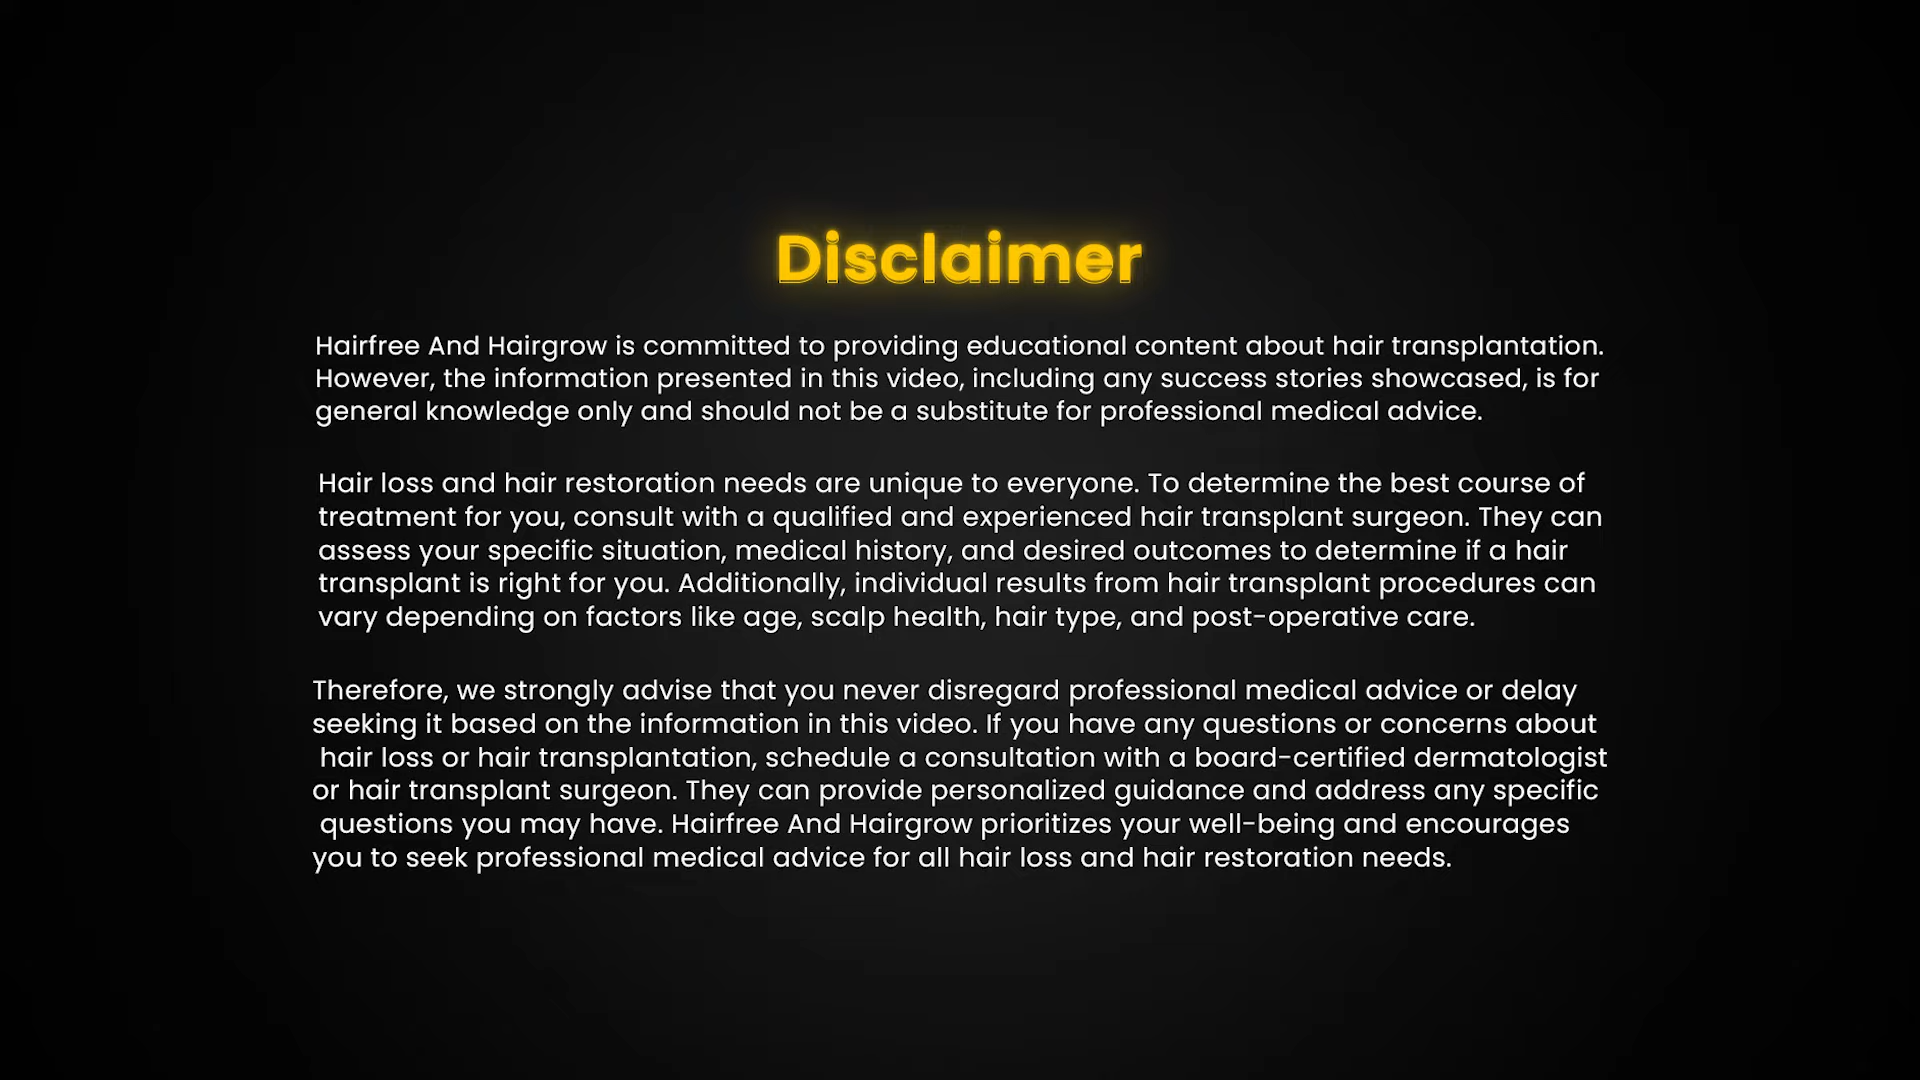 Disclaimer
Hairfree And Hairgrow is committed to providing educational content about hair transplantation.
However, the information presented in this video, including any success stories showcased, is for
general knowledge only and should not be a substitute for professional medical advice.
Hair loss and hair restoration needs are unique to everyone. To determine the best course of
treatment for you, consult with a qualified and experienced hair transplant surgeon. They can
assess your specific situation, medical history, and desired outcomes to determine if a hair
transplant is right for you. Additionally, individual results from hair transplant procedures can
vary depending on factors like age, scalp health, hair type, and post-operative care.
Therefore, we strongly advise that you never disregard professional medical advice or delay
seeking it based on the information in this video. If you have any questions or concerns about
hair loss or hair transplantation, schedule a consultation with a board-certified dermatologist
or hair transplant surgeon. They can provide personalized guidance and address any specific
questions you may have. Hairfree And Hairgrow prioritizes your well-being and encourages
you to seek professional medical advice for all hair loss and hair restoration needs.